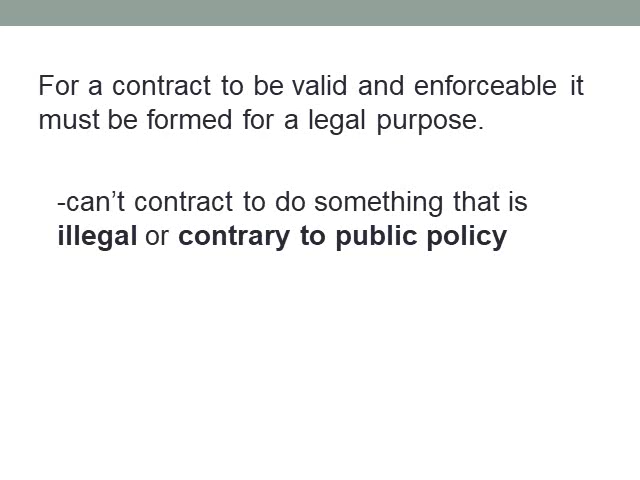 For a contract to be valid and enforceable it
must be formed for a legal purpose.
-can’t contract to do something that is
illegal or contrary to public policy